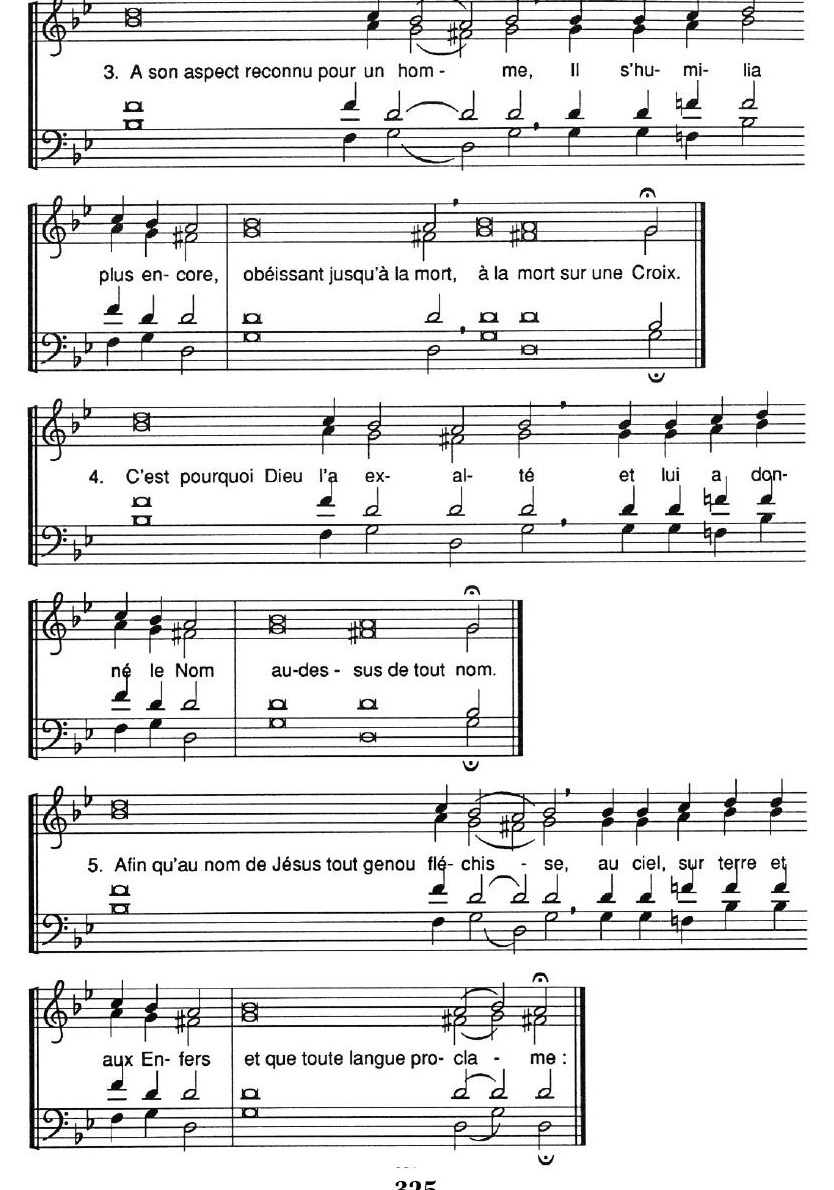 3. A son aspect reconnu pour un hom - me, Il s'hu- mi- lia
plus en- core, obéissant jusqu'à la mort, à la mort sur une Croix.
4. C'est pourquoi Dieu l'a ex- al- té et lui a don-
né le Nom au-des - sus de tout nom.
5. Afin qu'au nom de Jésus tout genou flé- chis - se, au ciel, sur terre et
aux En- fers et que toute langue pro- cla - me :
325